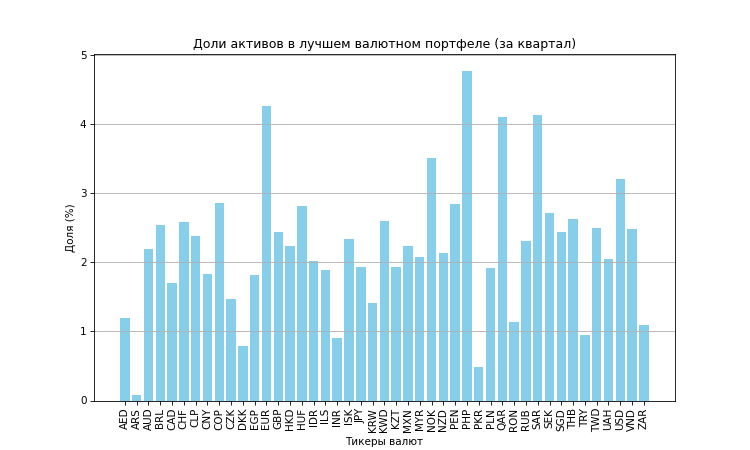 Доли активов в лучшем валютном портфеле (за квартал)
Доля (%)
5
4
3
2
1
0
AED ARS AUD BRL CAD CHF CLP CNY COP CZK DKK EGP EUR GBP HKD HUF IDR ILS INR ISK JPY KRW KWD KZT MXN MYR NOK NZD PEN PHP PKR PLN QAR RON RUB SAR SEK SGD THB TRY TWD UAH USD VND ZAR
Тикеры валют